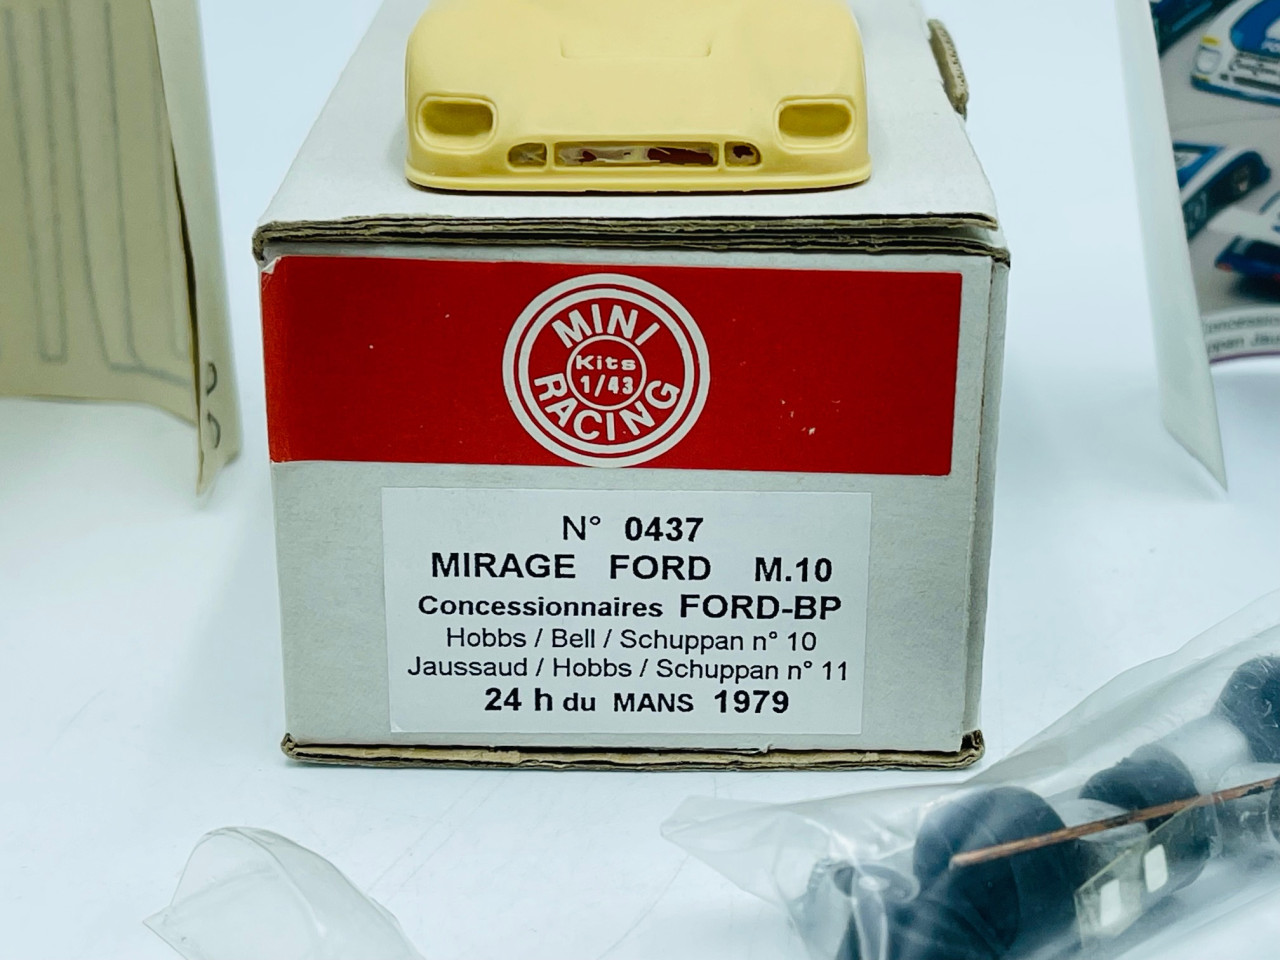 MINI
Kits
1/43
RACING
N° 0437
MIRAGE FORD M.10
Concessionnaires FORD-BP
Hobbs / Bell / Schuppan n° 10
Jaussaud / Hobbs / Schuppan n° 11
24 h du MANS 1979